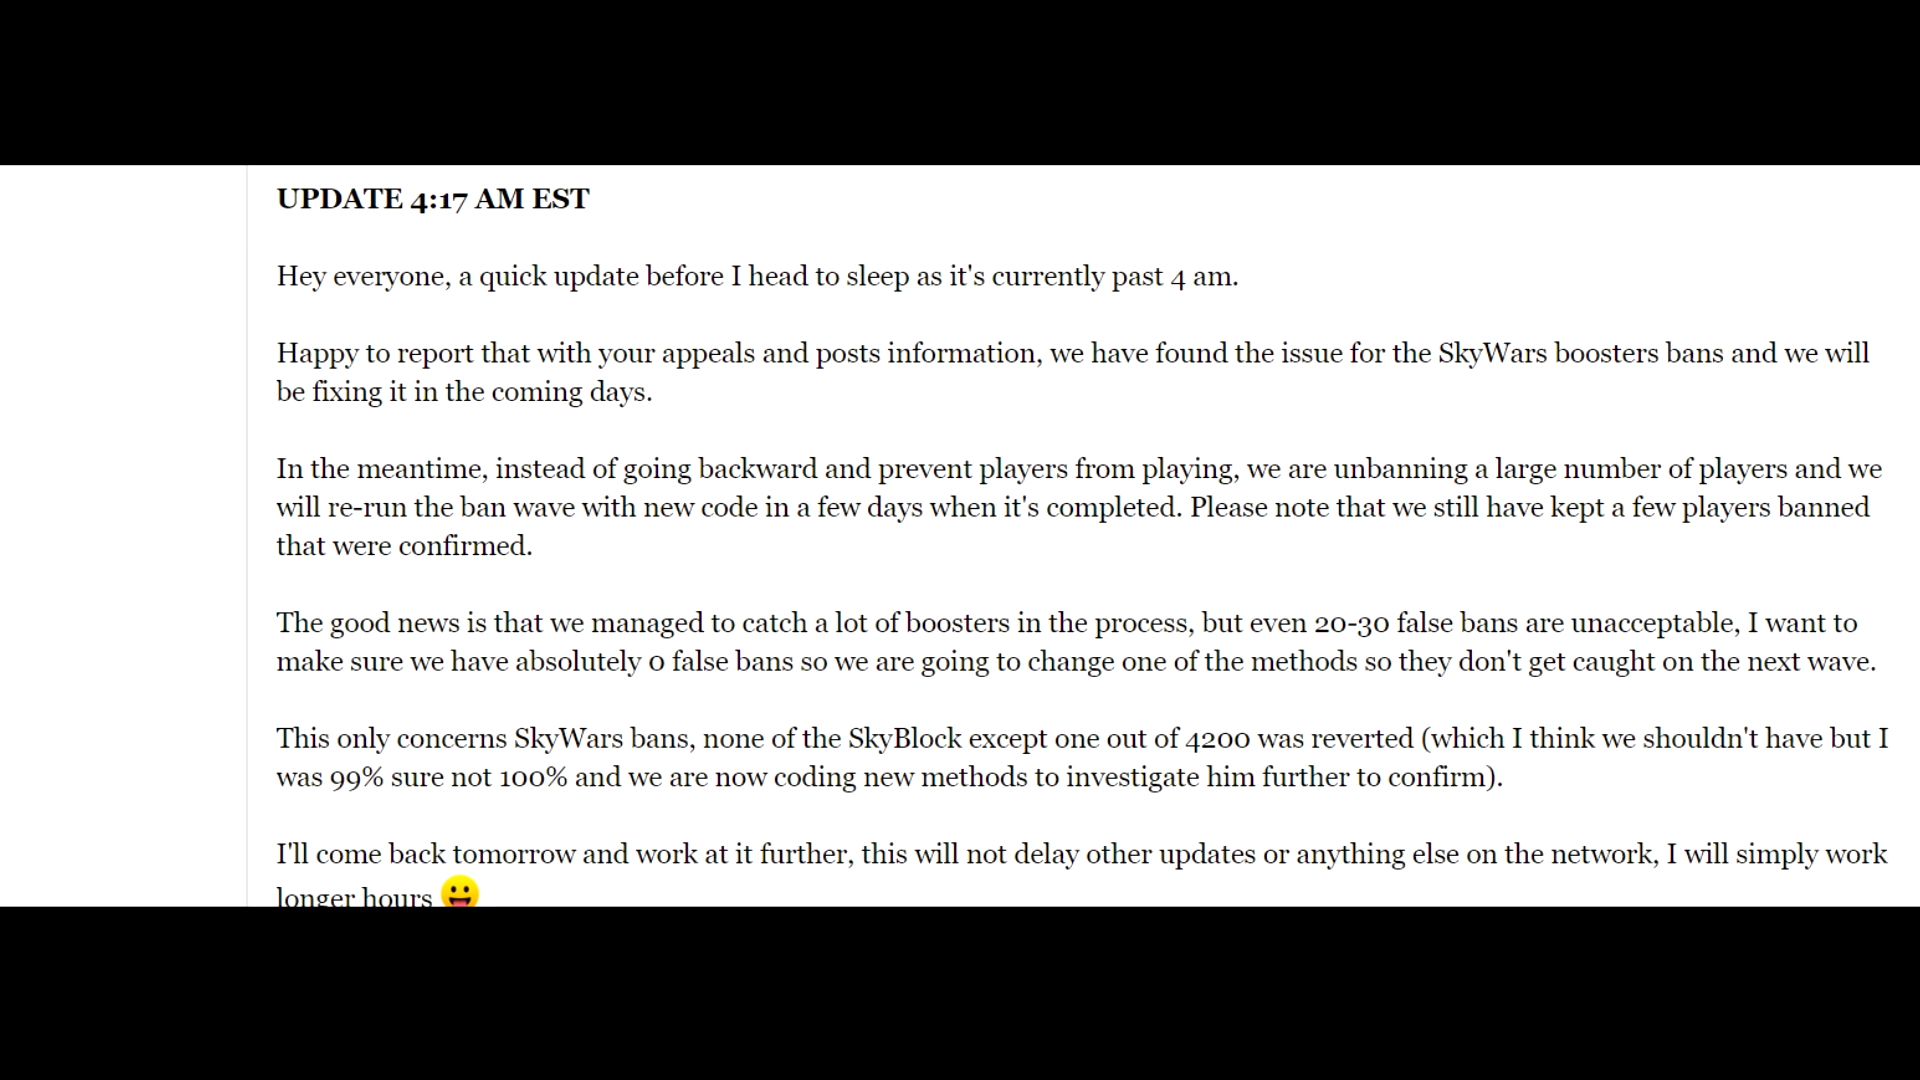 UPDATE 4:17 AM EST
Hey everyone, a quick update before I head to sleep as it's currently past 4 am.
Happy to report that with your appeals and posts information, we have found the issue for the SkyWars boosters bans and we will
be fixing it in the coming days.
In the meantime, instead of going backward and prevent players from playing, we are unbanning a large number of players and we
will re-run the ban wave with new code in a few days when it's completed. Please note that we still have kept a few players banned
that were confirmed.
The good news is that we managed to catch a lot of boosters in the process, but even 20-30 false bans are unacceptable, I want to
make sure we have absolutely 0 false bans so we are going to change one of the methods so they don't get caught on the next wave.
This only concerns SkyWars bans, none of the SkyBlock except one out of 4200 was reverted (which I think we shouldn't have but I
was 99% sure not 100% and we are now coding new methods to investigate him further to confirm).
I'll come back tomorrow and work at it further, this will not delay other updates or anything else on the network, I will simply work
longer hours 😛